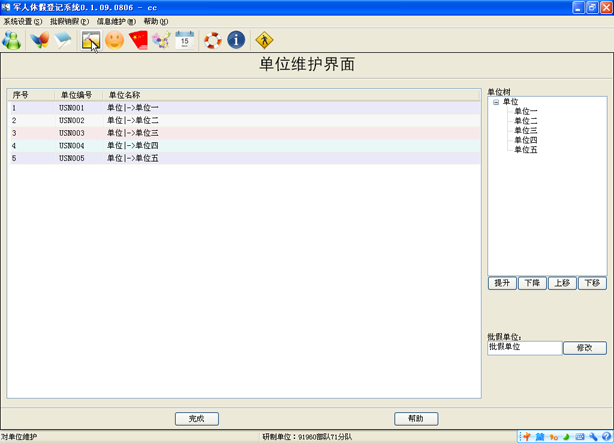 军人休假登记系统0.1.09.0806 - cc
系统设置(S) 批假销假(P) 信息维护(M) 帮助(H)
15
单位维护界面
序号 单位编号 单位名称
1 USN001 单位|->单位一
2 USN002 单位|->单位二
3 USN003 单位|->单位三
4 USN004 单位|->单位四
5 USN005 单位|->单位五
单位树
单位
单位一
单位二
单位三
单位四
单位五
提升 下降 上移 下移
批假单位:
批假单位 修改
完成 帮助
对单位维护 研制单位：91960部队71分队